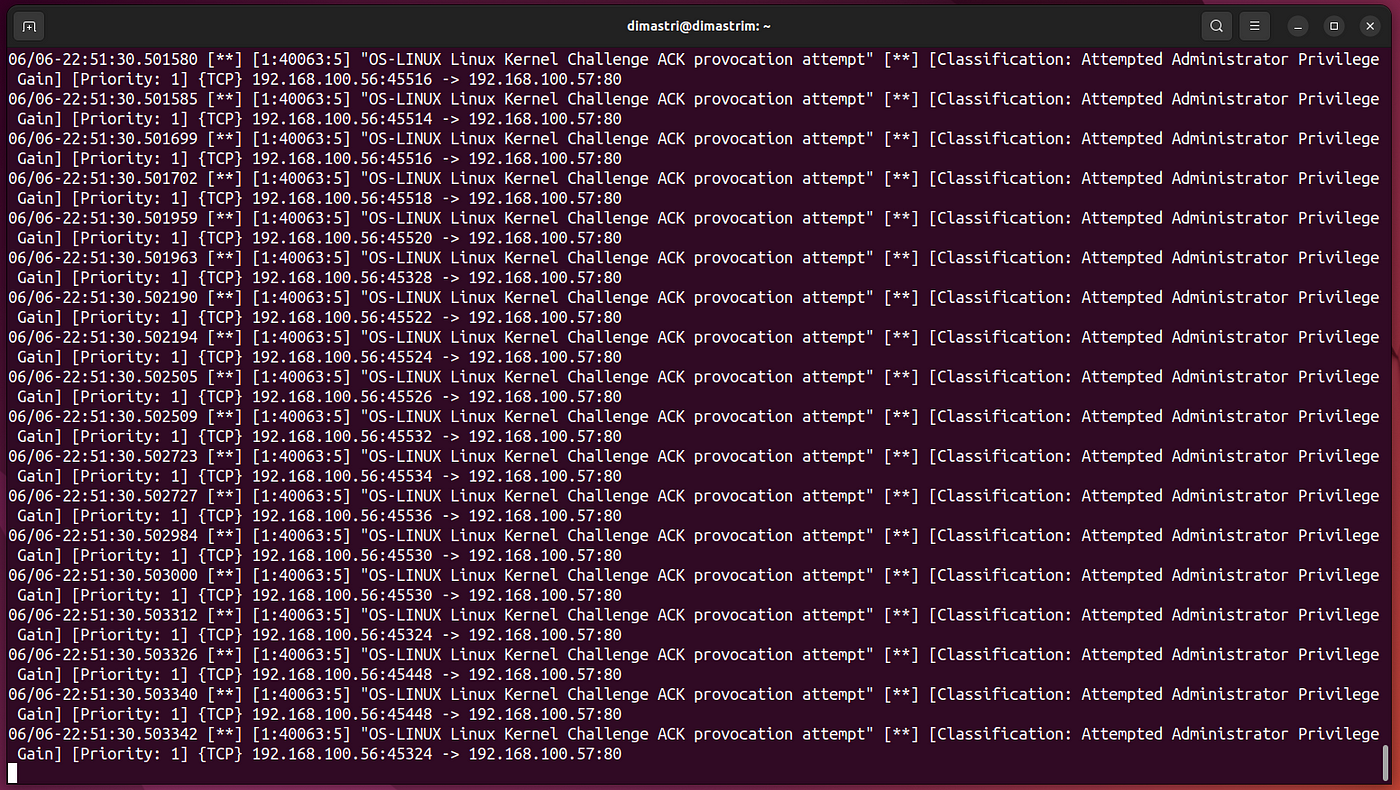 dimastri@dimastrim: ~
06/06-22:51:30.501580 [**] [1:40063:5] "OS-LINUX Linux Kernel Challenge ACK provocation attempt" [**] [Classification: Attempted Administrator Privilege
Gain] [Priority: 1] {TCP} 192.168.100.56:45516 -> 192.168.100.57:80
06/06-22:51:30.501585 [**] [1:40063:5] "OS-LINUX Linux Kernel Challenge ACK provocation attempt" [**] [Classification: Attempted Administrator Privilege
Gain] [Priority: 1] {TCP} 192.168.100.56:45514 -> 192.168.100.57:80
06/06-22:51:30.501699 [**] [1:40063:5] "OS-LINUX Linux Kernel Challenge ACK provocation attempt" [**] [Classification: Attempted Administrator Privilege
Gain] [Priority: 1] {TCP} 192.168.100.56:45516 -> 192.168.100.57:80
06/06-22:51:30.501702 [**] [1:40063:5] "OS-LINUX Linux Kernel Challenge ACK provocation attempt" [**] [Classification: Attempted Administrator Privilege
Gain] [Priority: 1] {TCP} 192.168.100.56:45518 -> 192.168.100.57:80
06/06-22:51:30.501959 [**] [1:40063:5] "OS-LINUX Linux Kernel Challenge ACK provocation attempt" [**] [Classification: Attempted Administrator Privilege
Gain] [Priority: 1] {TCP} 192.168.100.56:45520 -> 192.168.100.57:80
06/06-22:51:30.501963 [**] [1:40063:5] "OS-LINUX Linux Kernel Challenge ACK provocation attempt" [**] [Classification: Attempted Administrator Privilege
Gain] [Priority: 1] {TCP} 192.168.100.56:45328 -> 192.168.100.57:80
06/06-22:51:30.502190 [**] [1:40063:5] "OS-LINUX Linux Kernel Challenge ACK provocation attempt" [**] [Classification: Attempted Administrator Privilege
Gain] [Priority: 1] {TCP} 192.168.100.56:45522 -> 192.168.100.57:80
06/06-22:51:30.502194 [**] [1:40063:5] "OS-LINUX Linux Kernel Challenge ACK provocation attempt" [**] [Classification: Attempted Administrator Privilege
Gain] [Priority: 1] {TCP} 192.168.100.56:45524 -> 192.168.100.57:80
06/06-22:51:30.502505 [**] [1:40063:5] "OS-LINUX Linux Kernel Challenge ACK provocation attempt" [**] [Classification: Attempted Administrator Privilege
Gain] [Priority: 1] {TCP} 192.168.100.56:45526 -> 192.168.100.57:80
06/06-22:51:30.502509 [**] [1:40063:5] "OS-LINUX Linux Kernel Challenge ACK provocation attempt" [**] [Classification: Attempted Administrator Privilege
Gain] [Priority: 1] {TCP} 192.168.100.56:45532 -> 192.168.100.57:80
06/06-22:51:30.502723 [**] [1:40063:5] "OS-LINUX Linux Kernel Challenge ACK provocation attempt" [**] [Classification: Attempted Administrator Privilege
Gain] [Priority: 1] {TCP} 192.168.100.56:45534 -> 192.168.100.57:80
06/06-22:51:30.502727 [**] [1:40063:5] "OS-LINUX Linux Kernel Challenge ACK provocation attempt" [**] [Classification: Attempted Administrator Privilege
Gain] [Priority: 1] {TCP} 192.168.100.56:45536 -> 192.168.100.57:80
06/06-22:51:30.502984 [**] [1:40063:5] "OS-LINUX Linux Kernel Challenge ACK provocation attempt" [**] [Classification: Attempted Administrator Privilege
Gain] [Priority: 1] {TCP} 192.168.100.56:45530 -> 192.168.100.57:80
06/06-22:51:30.503000 [**] [1:40063:5] "OS-LINUX Linux Kernel Challenge ACK provocation attempt" [**] [Classification: Attempted Administrator Privilege
Gain] [Priority: 1] {TCP} 192.168.100.56:45530 -> 192.168.100.57:80
06/06-22:51:30.503312 [**] [1:40063:5] "OS-LINUX Linux Kernel Challenge ACK provocation attempt" [**] [Classification: Attempted Administrator Privilege
Gain] [Priority: 1] {TCP} 192.168.100.56:45324 -> 192.168.100.57:80
06/06-22:51:30.503326 [**] [1:40063:5] "OS-LINUX Linux Kernel Challenge ACK provocation attempt" [**] [Classification: Attempted Administrator Privilege
Gain] [Priority: 1] {TCP} 192.168.100.56:45448 -> 192.168.100.57:80
06/06-22:51:30.503340 [**] [1:40063:5] "OS-LINUX Linux Kernel Challenge ACK provocation attempt" [**] [Classification: Attempted Administrator Privilege
Gain] [Priority: 1] {TCP} 192.168.100.56:45448 -> 192.168.100.57:80
06/06-22:51:30.503342 [**] [1:40063:5] "OS-LINUX Linux Kernel Challenge ACK provocation attempt" [**] [Classification: Attempted Administrator Privilege
Gain] [Priority: 1] {TCP} 192.168.100.56:45324 -> 192.168.100.57:80